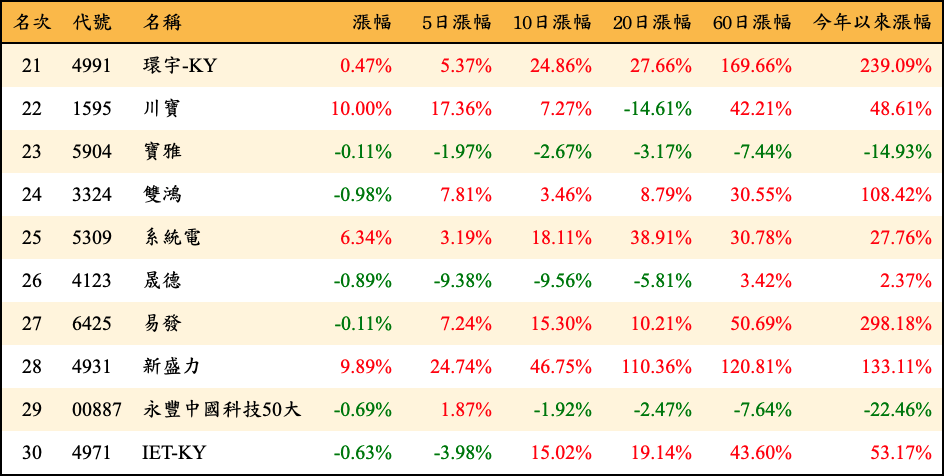 名次 代號 名稱 漲幅 5日漲幅 10日漲幅 20日漲幅 60日漲幅 今年以來漲幅
21 4991 環宇-KY 0.47% 5.37% 24.86% 27.66% 169.66% 239.09%
22 1595 川寶 10.00% 17.36% 7.27% -14.61% 42.21% 48.61%
23 5904 寶雅 -0.11% -1.97% -2.67% -3.17% -7.44% -14.93%
24 3324 雙鴻 -0.98% 7.81% 3.46% 8.79% 30.55% 108.42%
25 5309 系統電 6.34% 3.19% 18.11% 38.91% 30.78% 27.76%
26 4123 晟德 -0.89% -9.38% -9.56% -5.81% 3.42% 2.37%
27 6425 易發 -0.11% 7.24% 15.30% 10.21% 50.69% 298.18%
28 4931 新盛力 9.89% 24.74% 46.75% 110.36% 120.81% 133.11%
29 00887 永豐中國科技50大 -0.69% 1.87% -1.92% -2.47% -7.64% -22.46%
30 4971 IET-KY -0.63% -3.98% 15.02% 19.14% 43.60% 53.17%